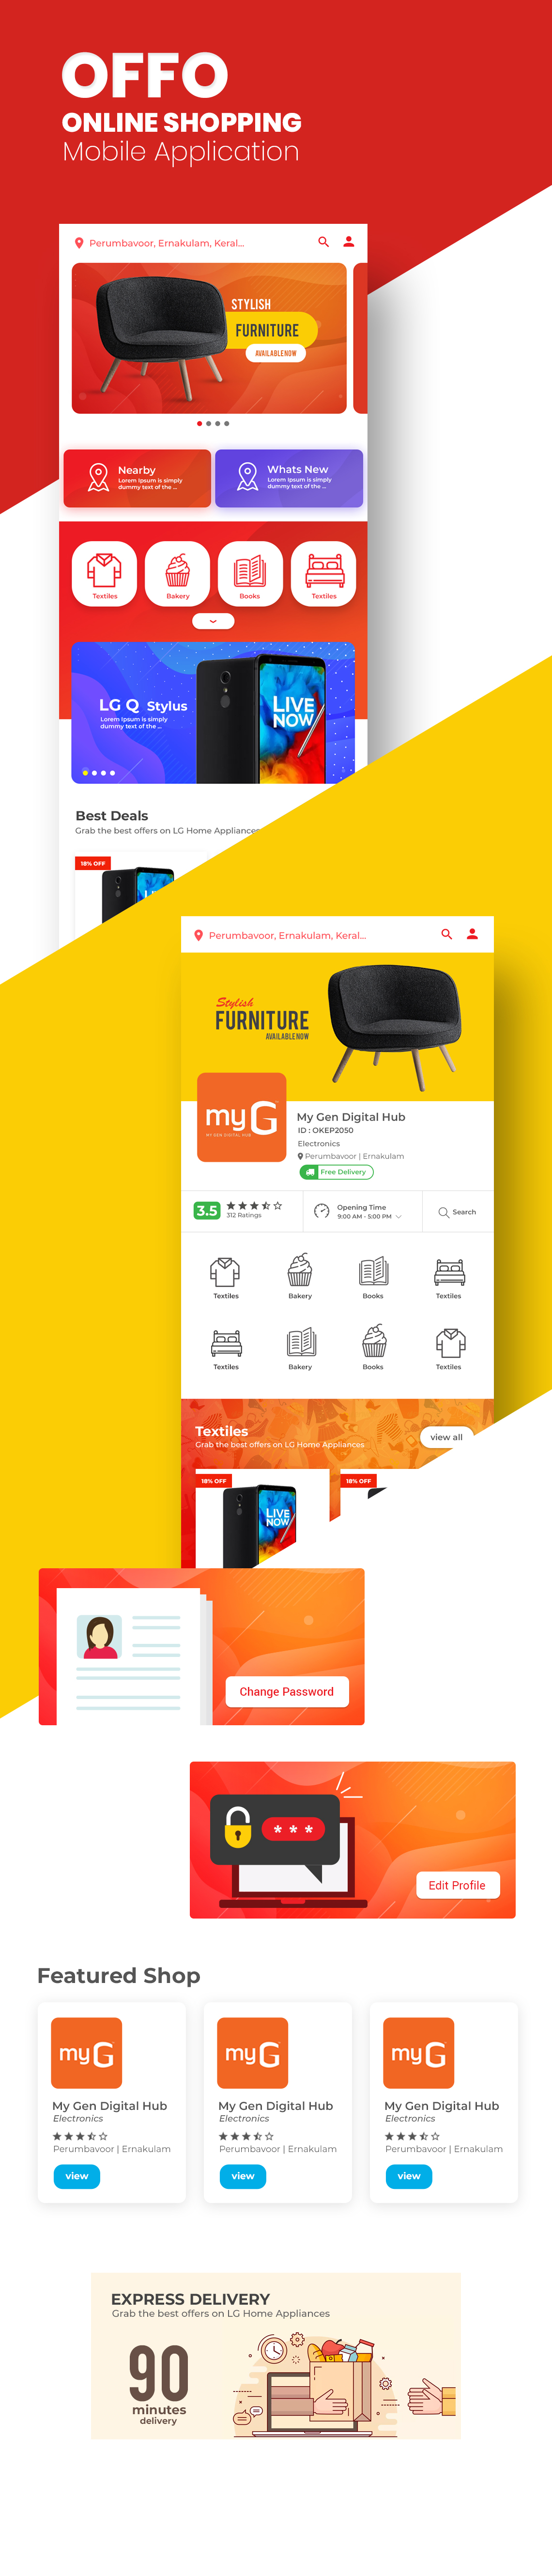 OFFO
ONLINE SHOPPING
Mobile Application
Perumbavoor, Ernakulam, Keral...
STYLISH
FURNITURE
AVAILABLE NOW
Nearby
Lorem Ipsum is simply
dummy text of the ...
Whats New
Lorem Ipsum is simply
dummy text of the ...
Textiles
Bakery
Books
Textiles
LG Q Stylus
Lorem Ipsum is simply
dummy text of the ...
LIVE
NOW
Best Deals
Grab the best offers on LG Home Appliances
18% OFF
Perumbavoor, Ernakulam, Keral...
Stylish
FURNITURE
AVAILABLE NOW
myG
MY GEN DIGITAL HUB
My Gen Digital Hub
ID : OKEP2050
Electronics
Perumbavoor | Ernakulam
Free Delivery
3.5
312 Ratings
Opening Time
9:00 AM - 5:00 PM
Search
Textiles
Bakery
Books
Textiles
Textiles
Bakery
Books
Textiles
Textiles
Grab the best offers on LG Home Appliances
view all
18% OFF
18% OFF
LIVE
NOW
Change Password
***
Edit Profile
Featured Shop
myG
My Gen Digital Hub
Electronics
Perumbavoor | Ernakulam
view
myG
My Gen Digital Hub
Electronics
Perumbavoor | Ernakulam
view
myG
My Gen Digital Hub
Electronics
Perumbavoor | Ernakulam
view
EXPRESS DELIVERY
Grab the best offers on LG Home Appliances
90
minutes
delivery